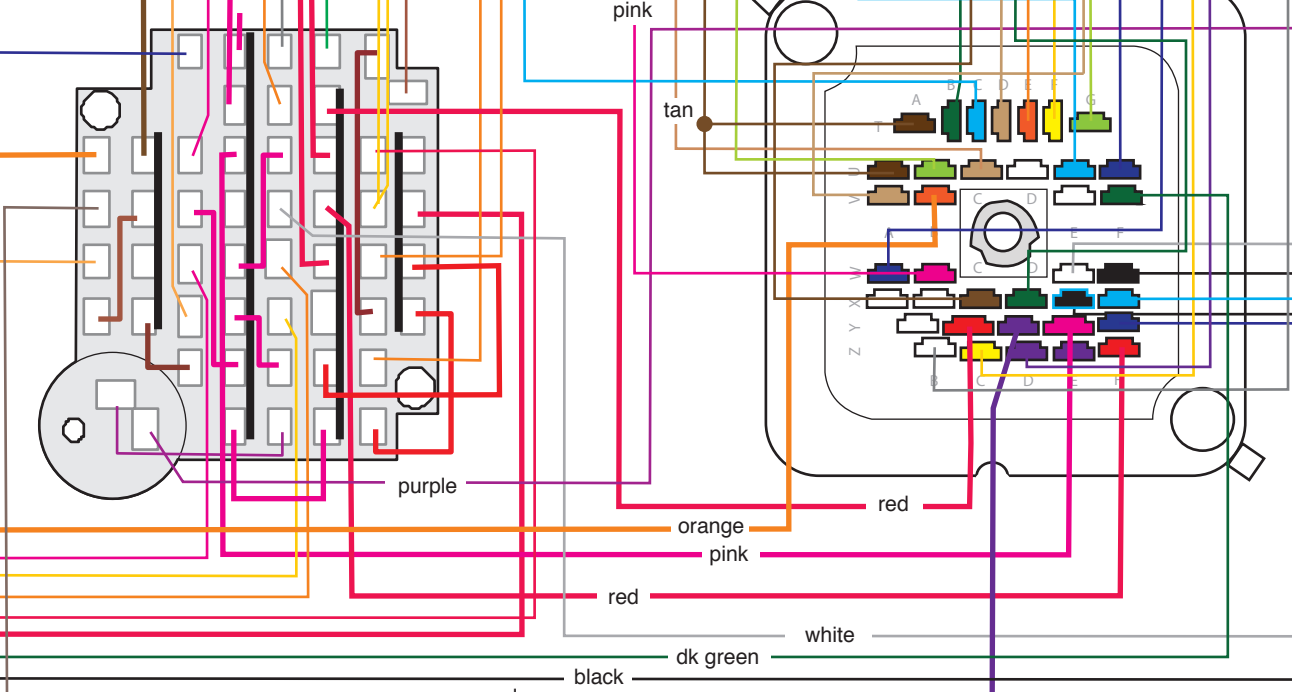 pink
tan
A B C D E F G
T
U
V
C D
A E F
C D
W
X
Y
Z
B C D E F
purple
red
orange
pink
red
white
dk green
black